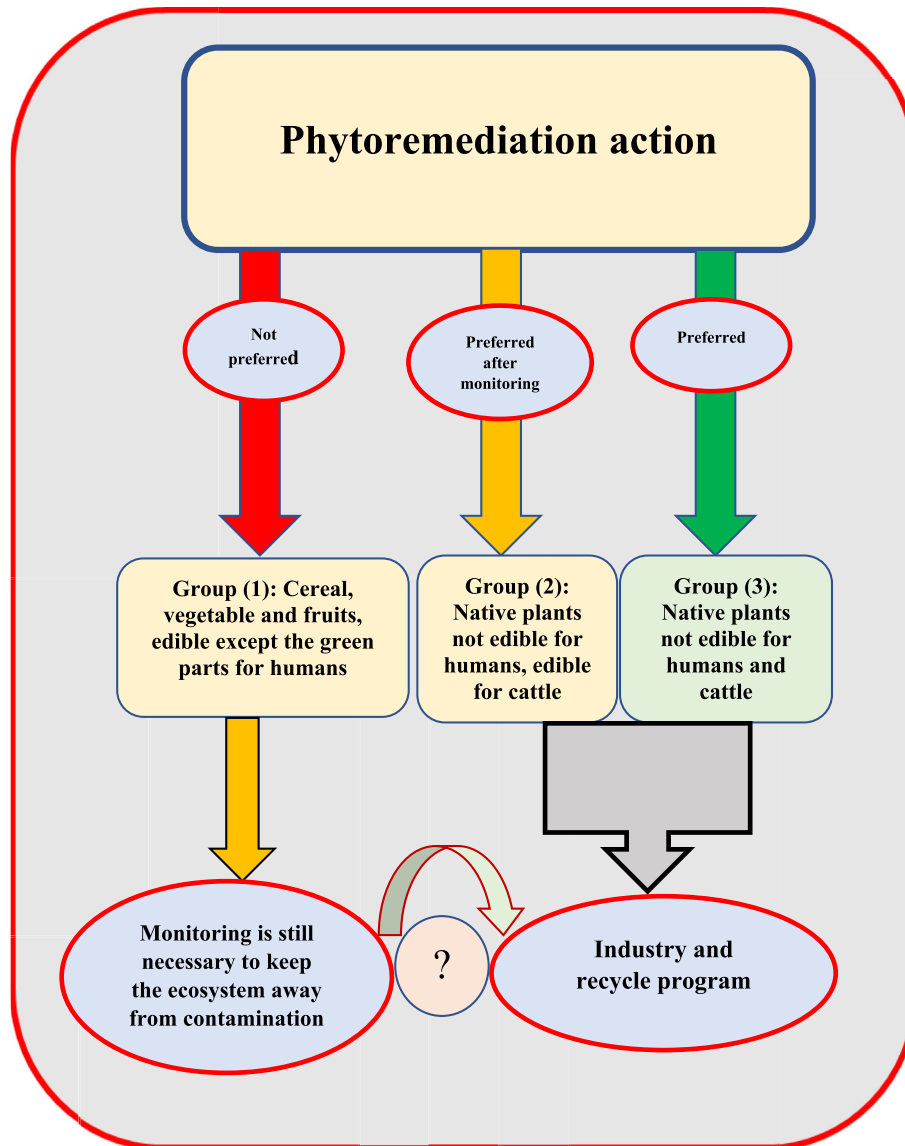 Phytoremediation action
Not
preferred
Preferred
after
monitoring
Preferred
Group (1): Cereal,
vegetable and fruits,
edible except the green
parts for humans
Group (2):
Native plants
not edible for
humans, edible
for cattle
Group (3):
Native plants
not edible for
humans and
cattle
Monitoring is still
necessary to keep
the ecosystem away
from contamination
?
Industry and
recycle program